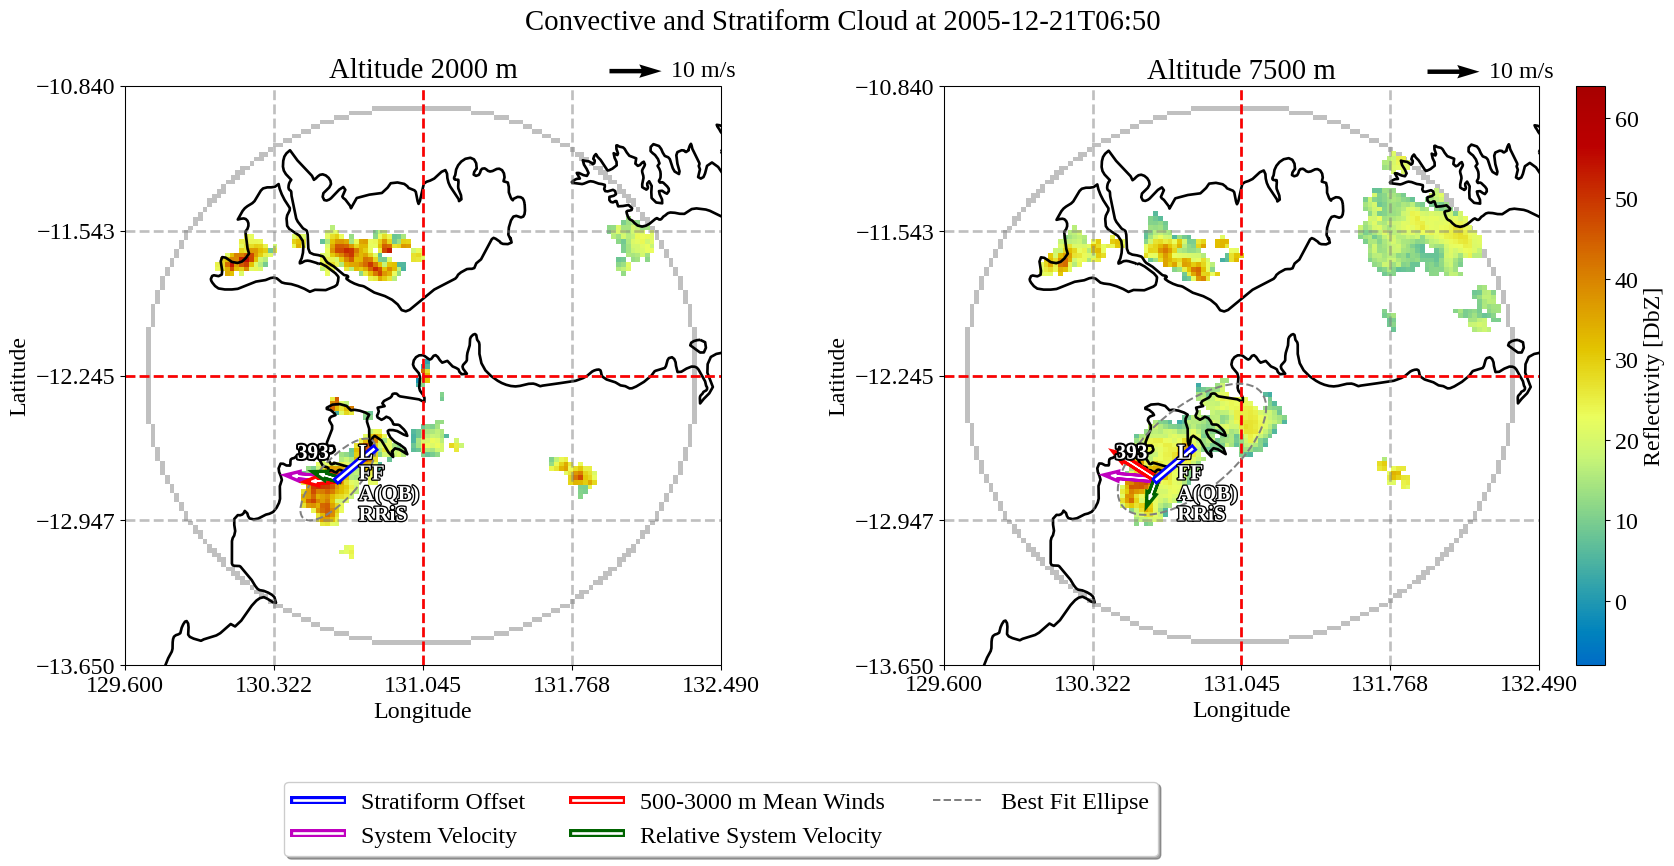 Convective and Stratiform Cloud at 2005-12-21T06:50
Altitude 2000 m
10 m/s
−10.840
−11.543
−12.245
−12.947
−13.650
129.600
130.322
131.045
131.768
132.490
Latitude
Longitude
393
L
FF
A(QB)
RRiS
Altitude 7500 m
10 m/s
−10.840
−11.543
−12.245
−12.947
−13.650
129.600
130.322
131.045
131.768
132.490
Latitude
Longitude
393
L
FF
A(QB)
RRiS
60
50
40
30
20
10
0
Reflectivity [DbZ]
Stratiform Offset
System Velocity
500-3000 m Mean Winds
Relative System Velocity
Best Fit Ellipse